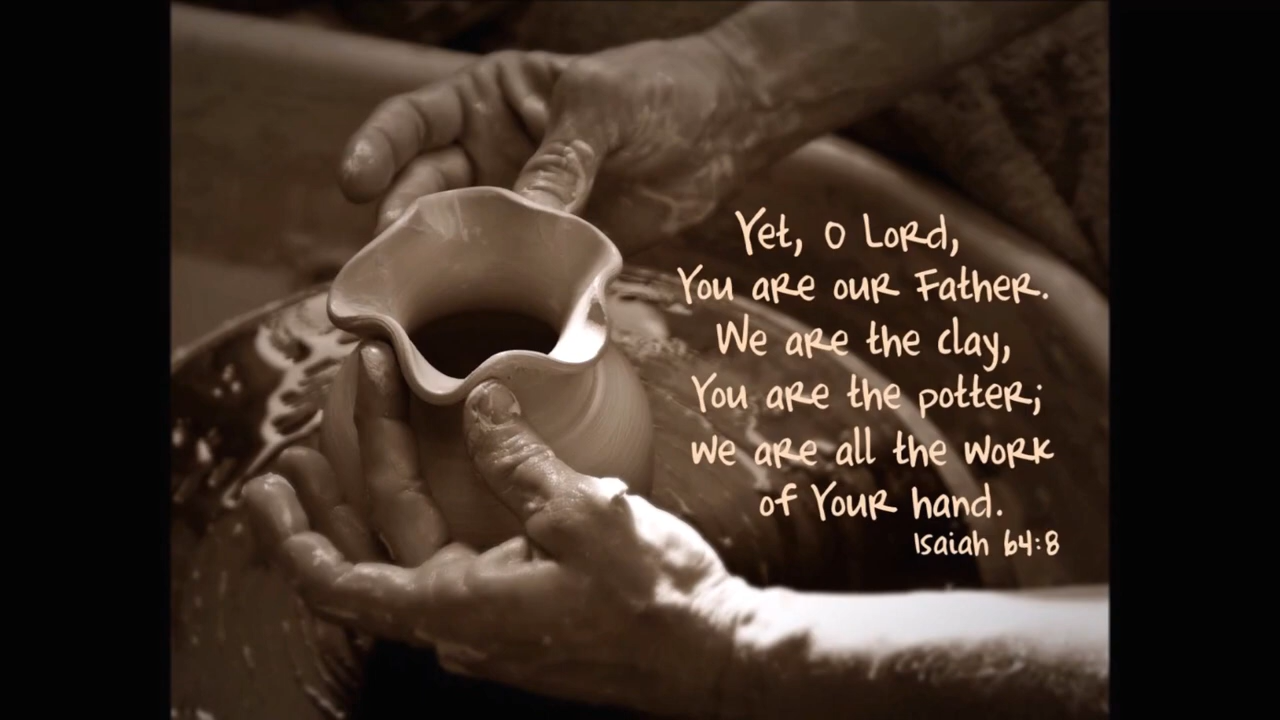 Yet, O Lord,
You are our Father.
We are the clay,
You are the potter;
we are all the work
of Your hand.
Isaiah 64:8